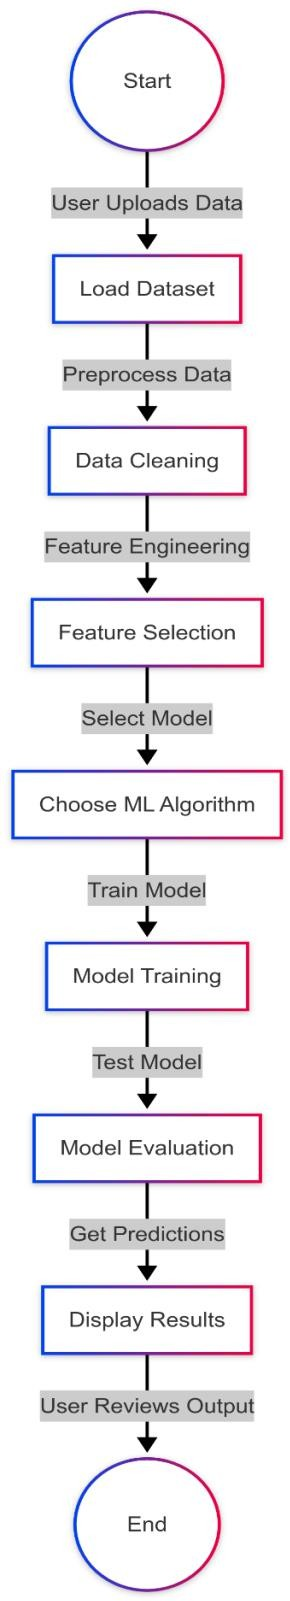 Start
User Uploads Data
Load Dataset
Preprocess Data
Data Cleaning
Feature Engineering
Feature Selection
Select Model
Choose ML Algorithm
Train Model
Model Training
Test Model
Model Evaluation
Get Predictions
Display Results
User Reviews Output
End